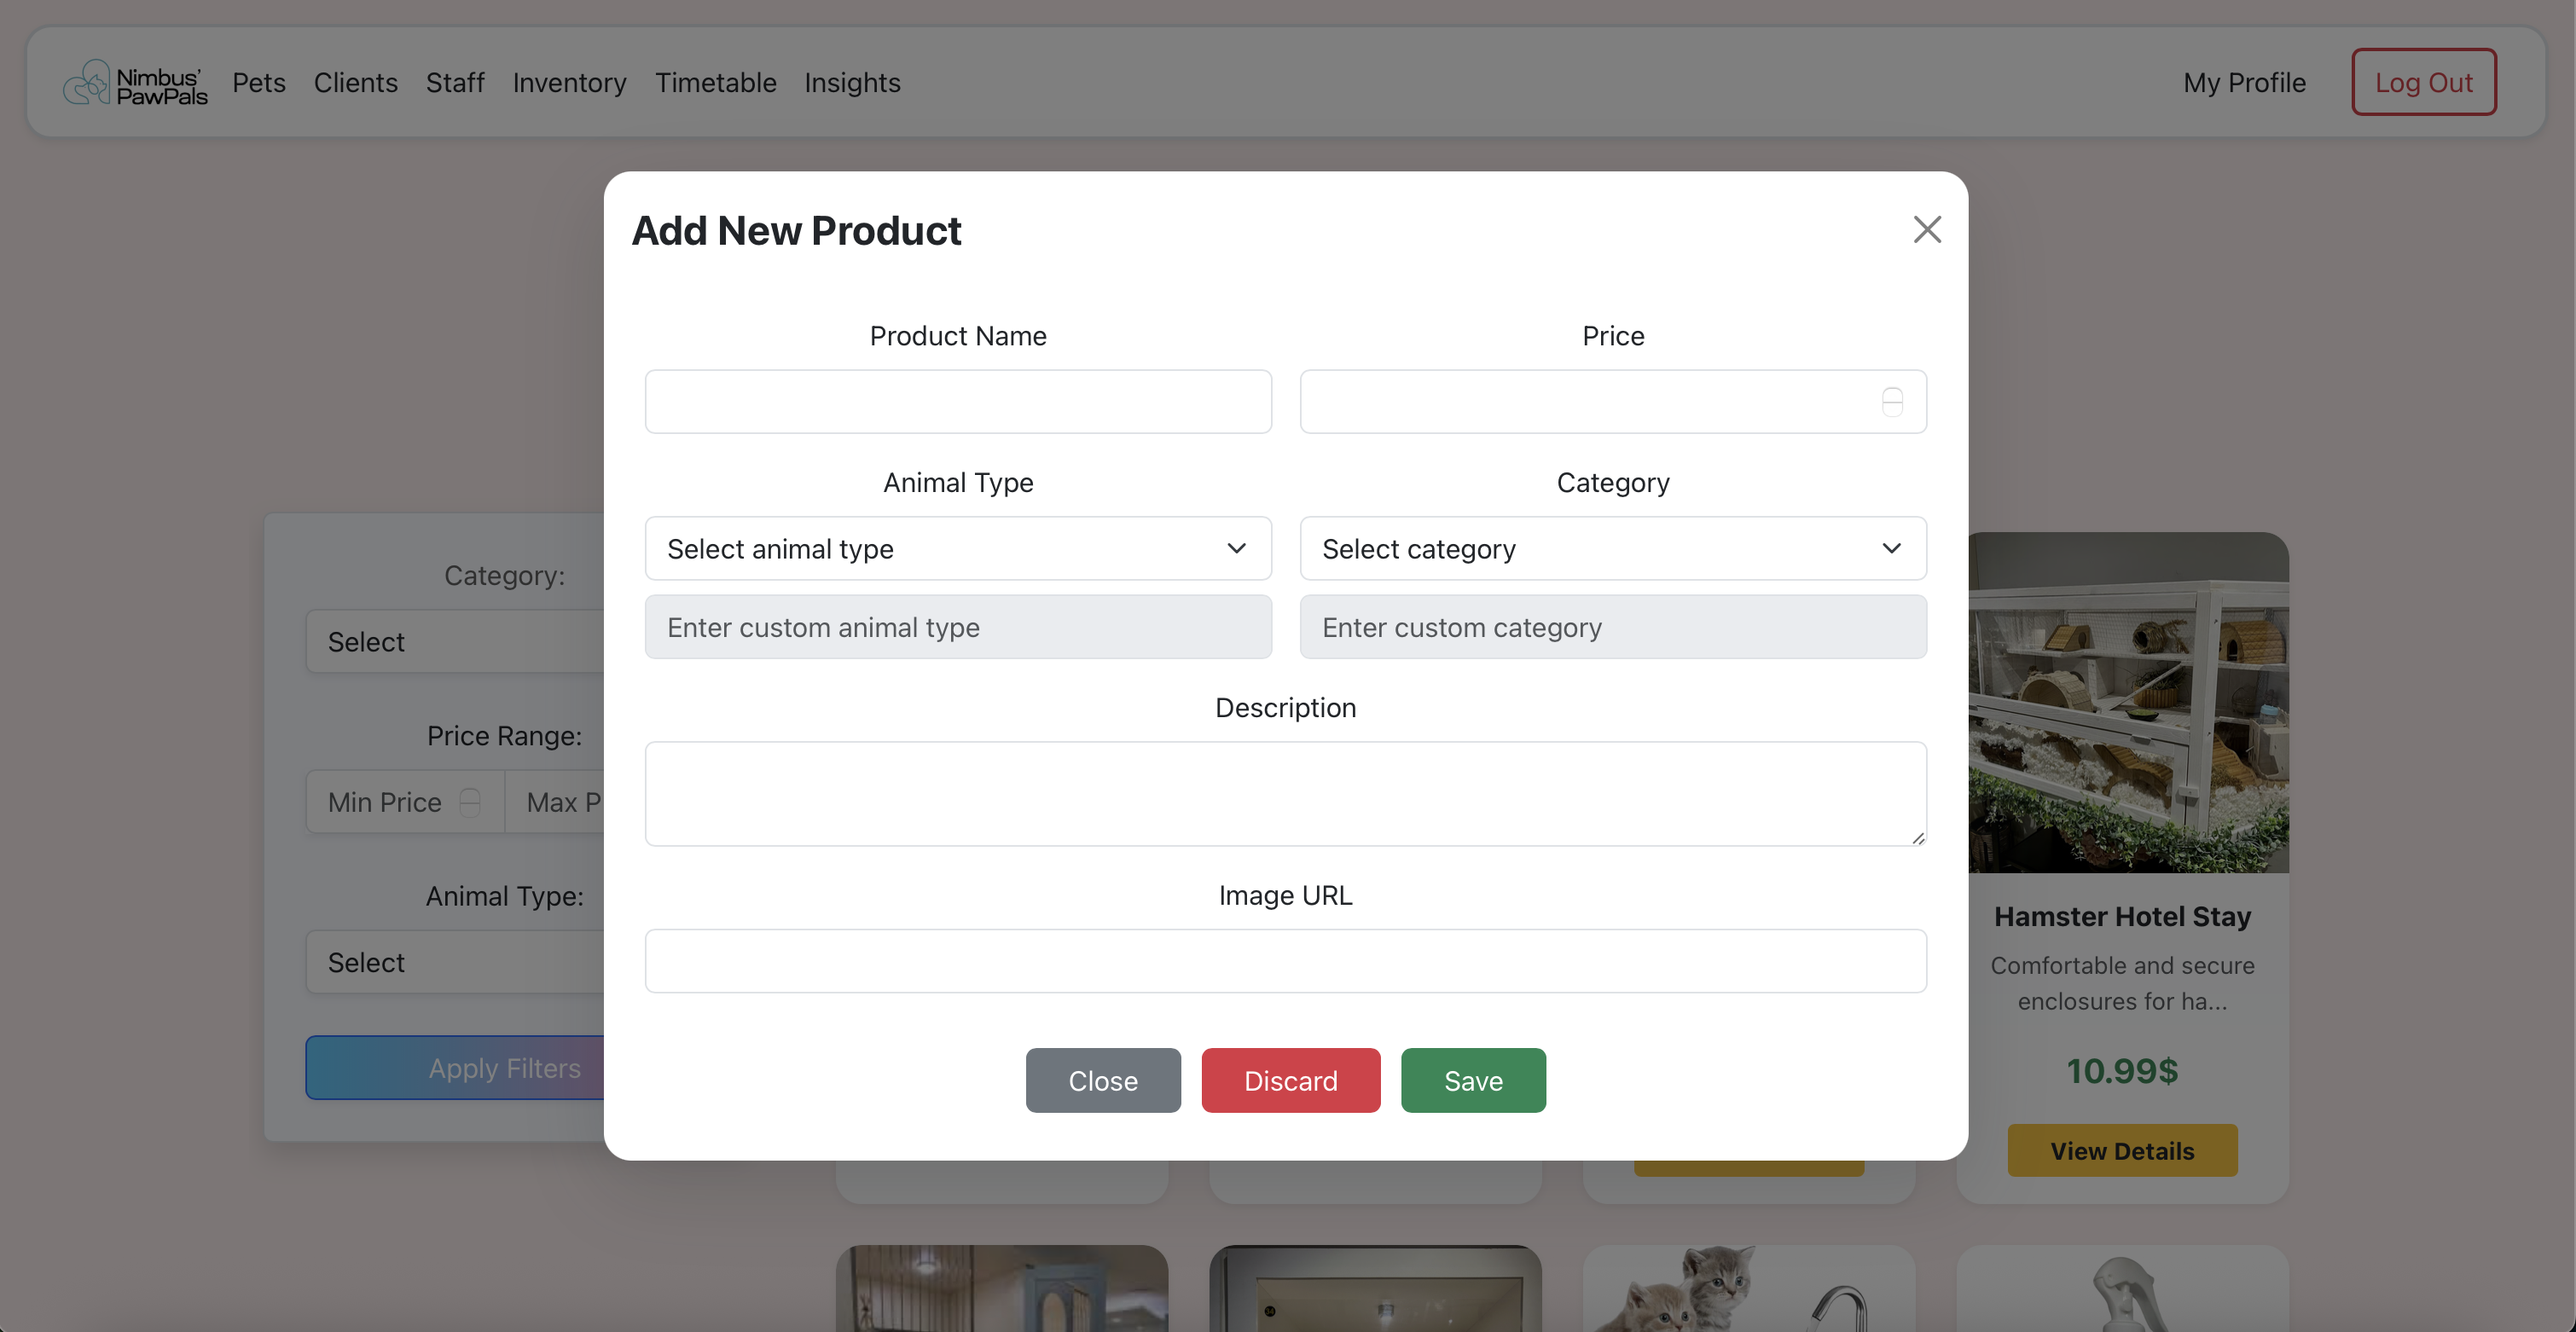 Nimbus'
PawPals
Pets Clients Staff Inventory Timetable Insights
My Profile
Log Out
Add New Product
Product Name
Price
Animal Type
Category
Select animal type
Select category
Enter custom animal type
Enter custom category
Description
Image URL
Close
Discard
Save
Category:
Select
Price Range:
Min Price
Max P
Animal Type:
Select
Apply Filters
Hamster Hotel Stay
Comfortable and secure
enclosures for ha...
10.99$
View Details